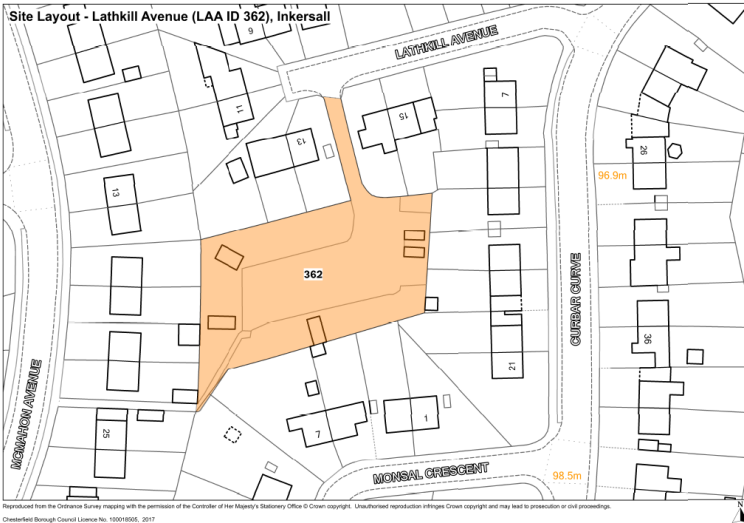 Site Layout - Lathkill Avenue (LAA ID 362), Inkersall
LATHKILL AVENUE
9
11
13
15
7
26
13
96.9m
362
CURBAR CURVE
36
21
MCMAHON AVENUE
25
7
1
MONSAL CRESCENT
98.5m
Reproduced from the Ordnance Survey mapping with the permission of the Controller of Her Majesty's Stationery Office © Crown copyright. Unauthorised reproduction infringes Crown copyright and may lead to prosecution or civil proceedings.
Chesterfield Borough Council Licence No. 100018505, 2017
N